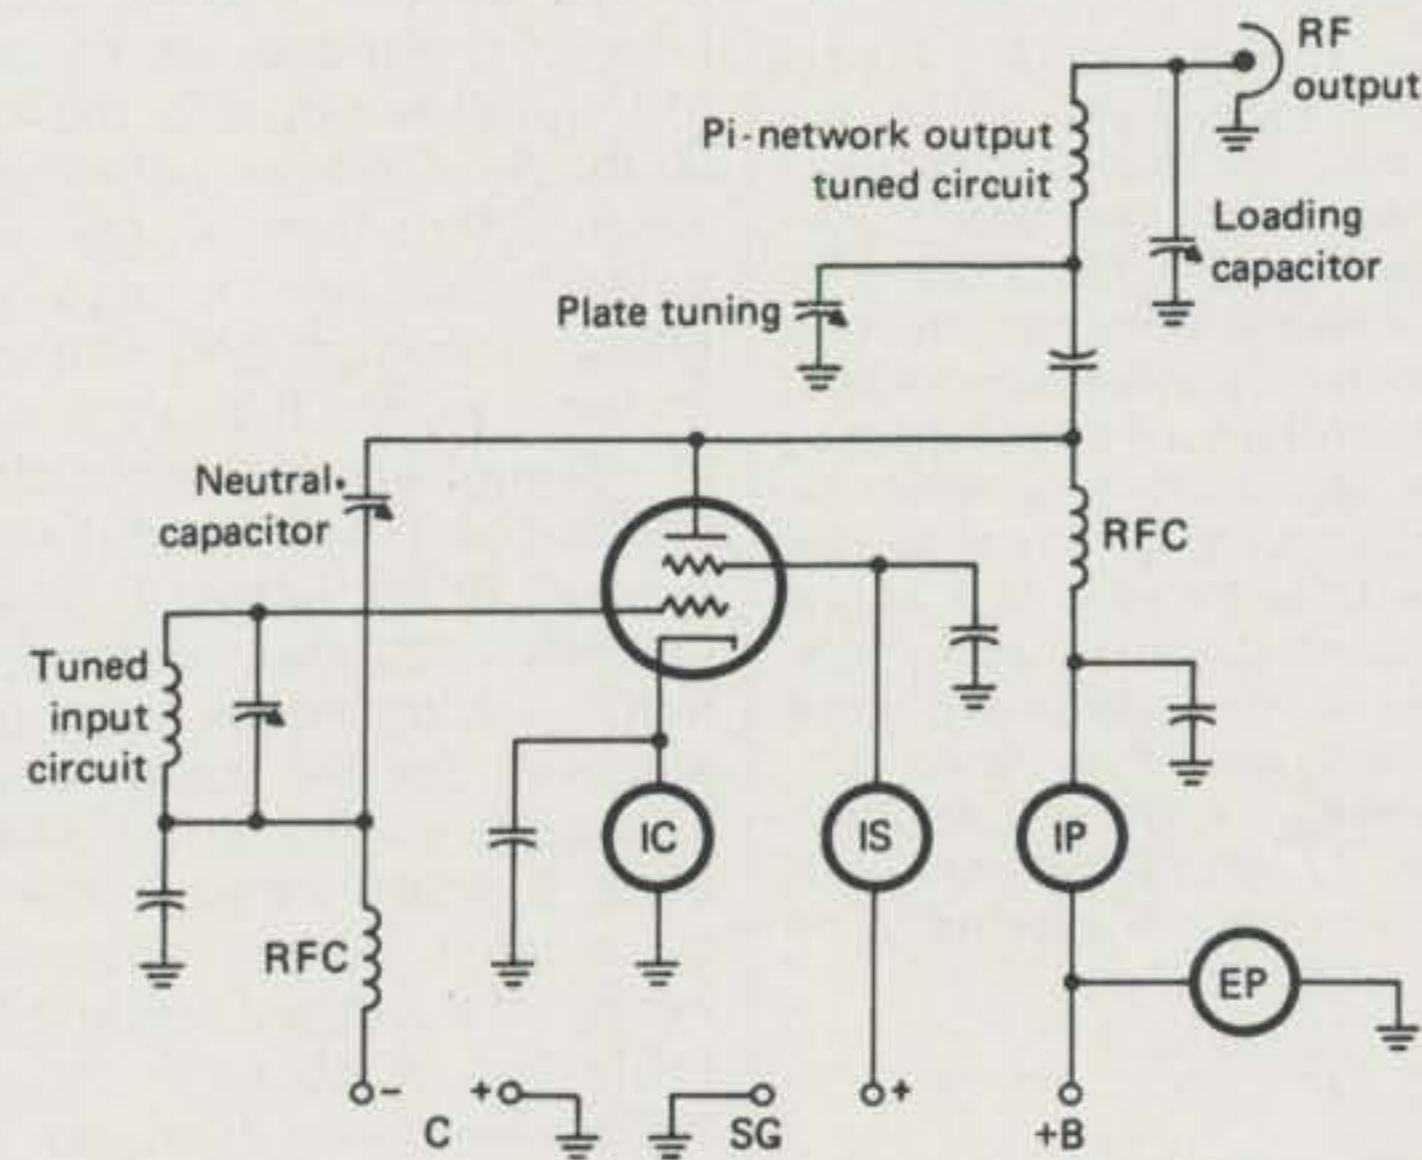 RF
output
Pi-network output
tuned circuit
Loading
capacitor
Plate tuning
Neutral.
capacitor
RFC
Tuned
input
circuit
IC
IS
IP
RFC
EP
-
+
+
C
SG
+B